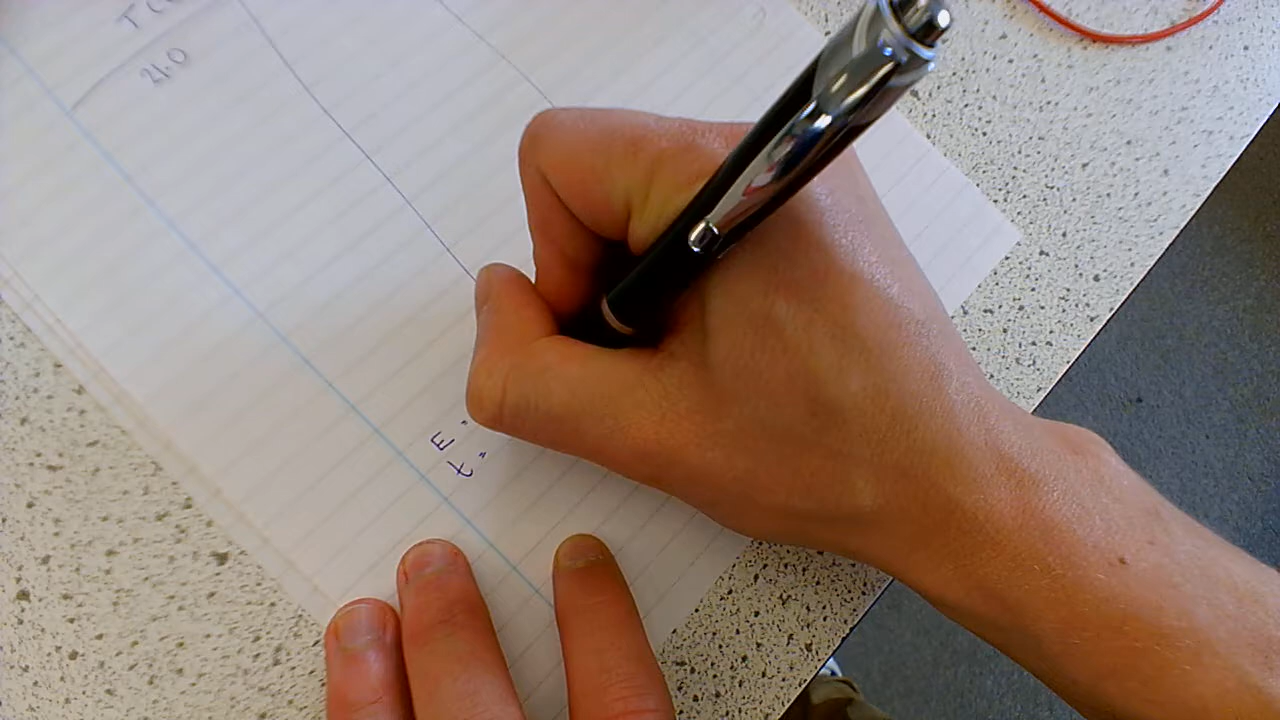 T (
21.0
E =
t =